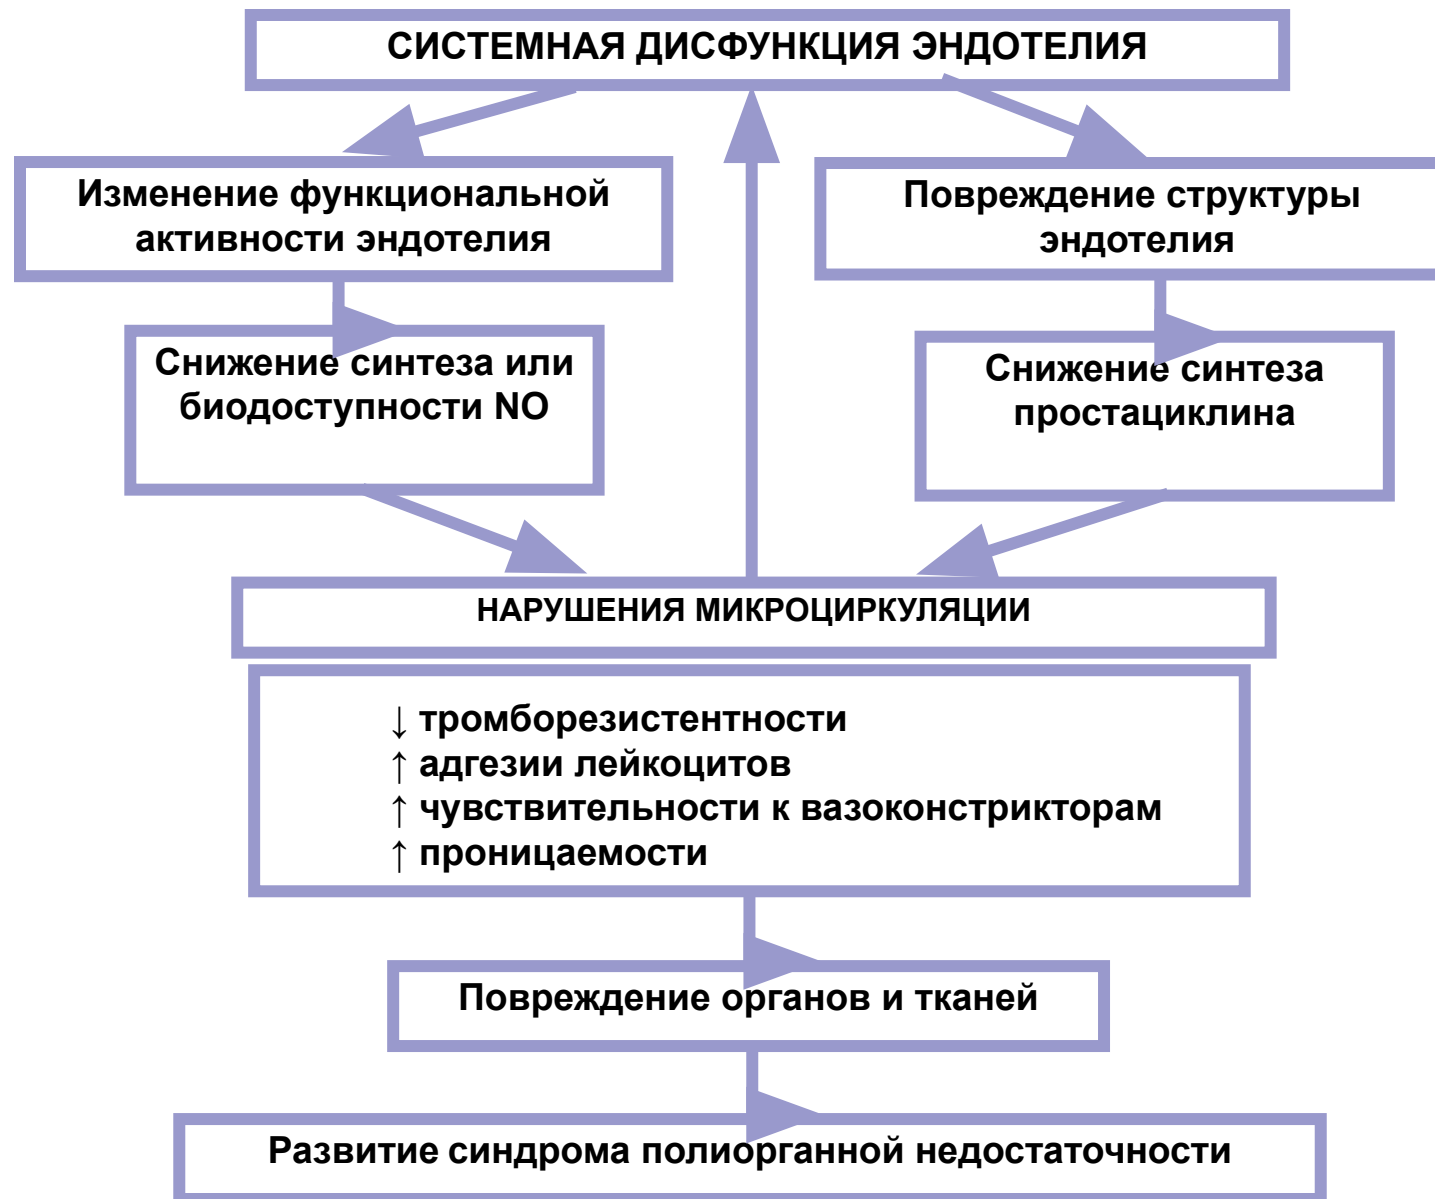 СИСТЕМНАЯ ДИСФУНКЦИЯ ЭНДОТЕЛИЯ
Изменение функциональной
активности эндотелия
Повреждение структуры
эндотелия
Снижение синтеза или
биодоступности NO
Снижение синтеза
простациклина
НАРУШЕНИЯ МИКРОЦИРКУЛЯЦИИ
↓ тромборезистентности
↑ адгезии лейкоцитов
↑ чувствительности к вазоконстрикторам
↑ проницаемости
Повреждение органов и тканей
Развитие синдрома полиорганной недостаточности